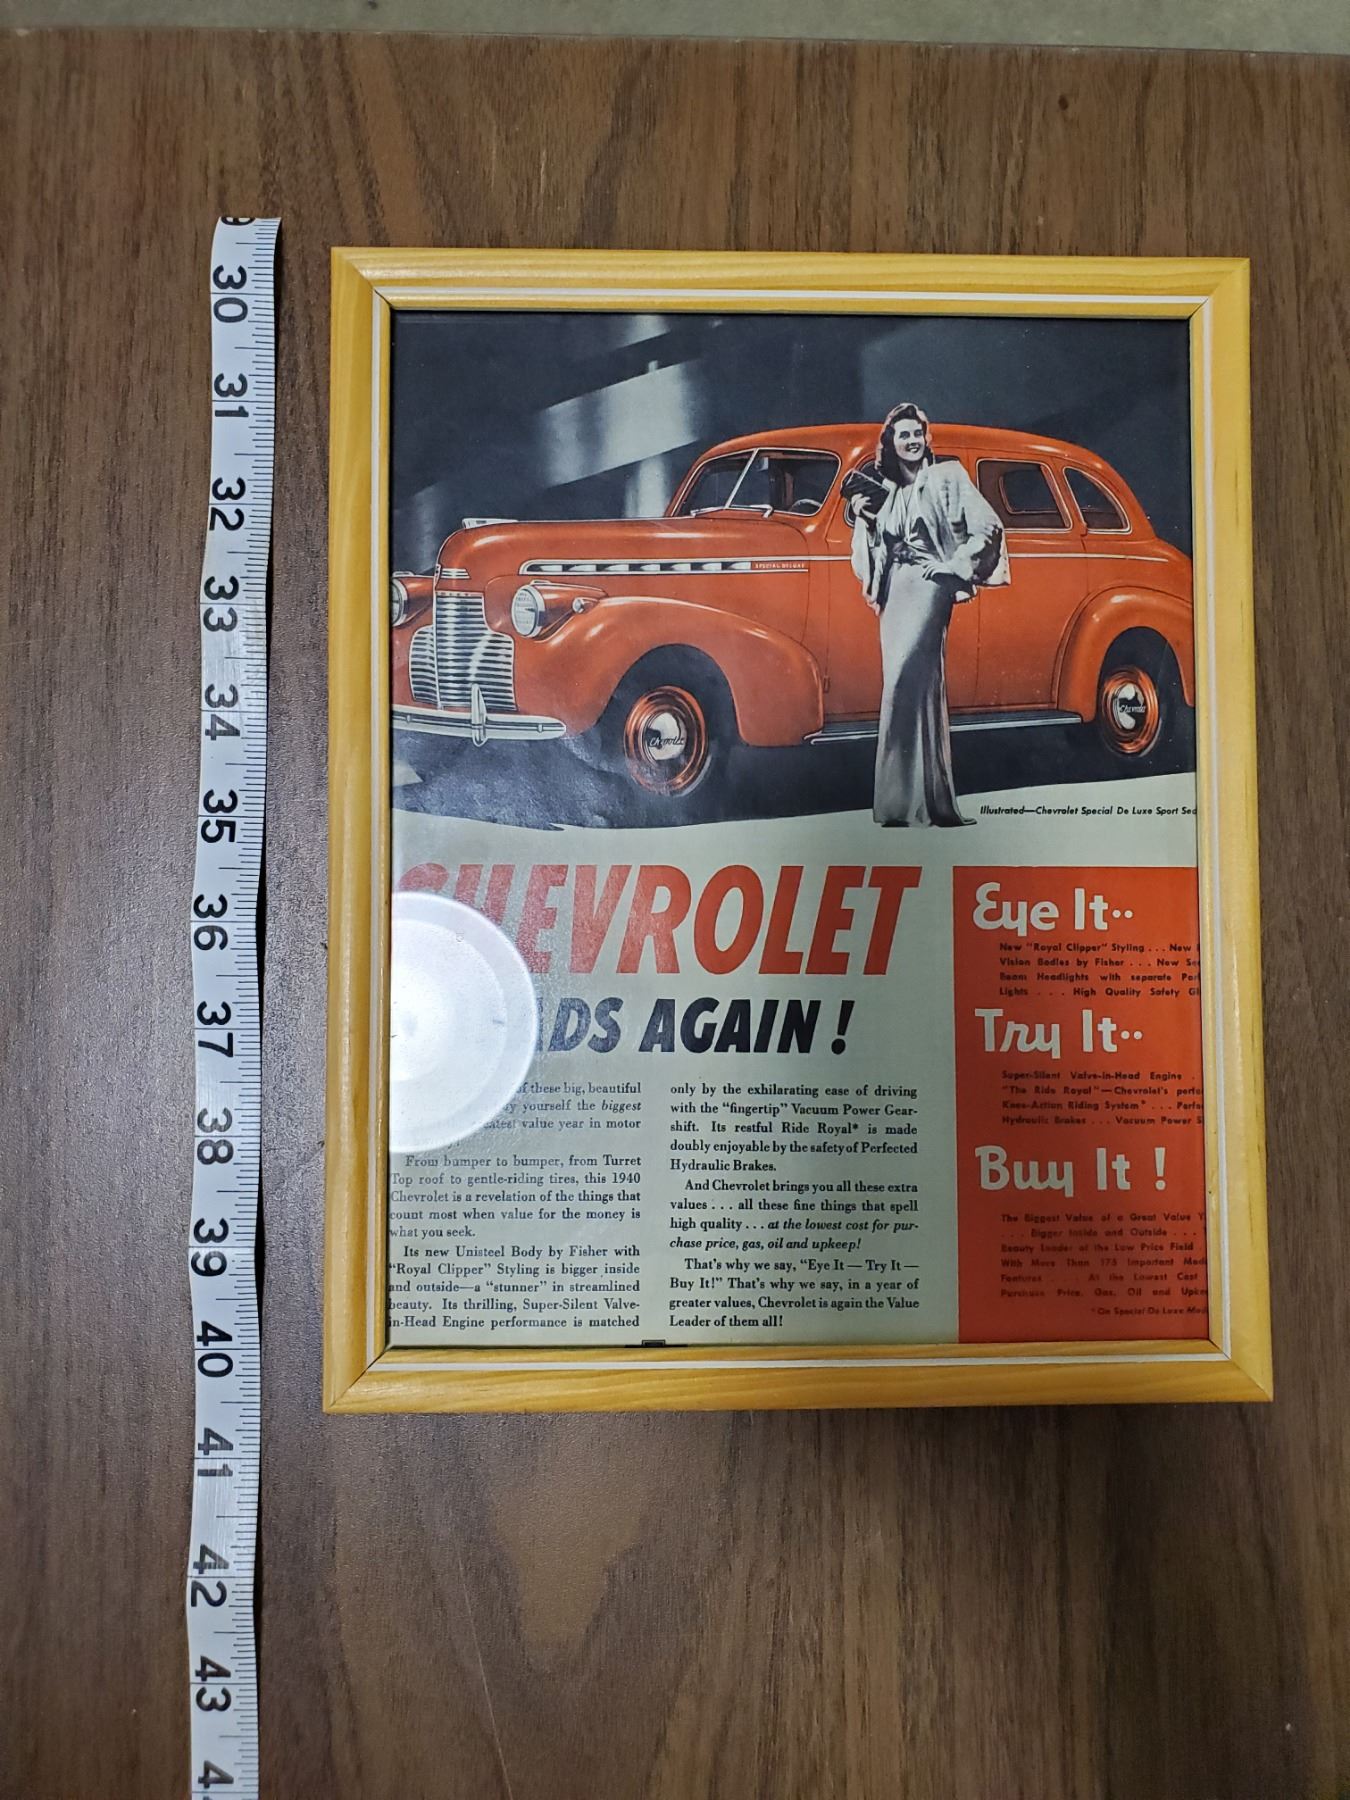 30
31
32
33
34
35
36
37
38
39
40
41
42
43
SPECIAL DELUXE
Chevrolet
Chevrolet
Illustrated—Chevrolet Special De Luxe Sport
CHEVROLET
AGAIN!
of these big, beautiful
yourself the biggest
value year in motor
From bumper to bumper, from Turret
Top roof to gentle-riding tires, this 1940
Chevrolet is a revelation of the things that
count most when value for the money is
what you seek.
Its new Unisteel Body by Fisher with
"Royal Clipper" Styling is bigger inside
and outside—a "stunner" in streamlined
beauty. Its thrilling, Super-Silent Valve-
in-Head Engine performance is matched
only by the exhilarating ease of driving
with the "fingertip" Vacuum Power Gear-
shift. Its restful Ride Royal* is made
doubly enjoyable by the safety of Perfected
Hydraulic Brakes.
And Chevrolet brings you all these extra
values . . . all these fine things that spell
high quality . . . at the lowest cost for pur-
chase price, gas, oil and upkeep!
That's why we say, "Eye It — Try It —
Buy It!" That's why we say, in a year of
greater values, Chevrolet is again the Value
Leader of them all!
Eye It··
New "Royal Clipper" Styling . . . New
Vision Bodies by Fisher . . . New
Beam Headlights with separate
Lights . . . High Quality Safety
Try It··
Super-Silent Valve-in-Head Engine .
"The Ride Royal"—Chevrolet's
Knee-Action Riding System* . . .
Hydraulic Brakes . . . Vacuum Power
Buy It !
The Biggest Value of a Great Value
. . . Bigger Inside and Outside . . .
Beauty Leader of the Low Price Field .
With More Than 175 Important
Features . . . At the Lowest Cost
Purchase Price, Gas, Oil and
*On Special De Luxe